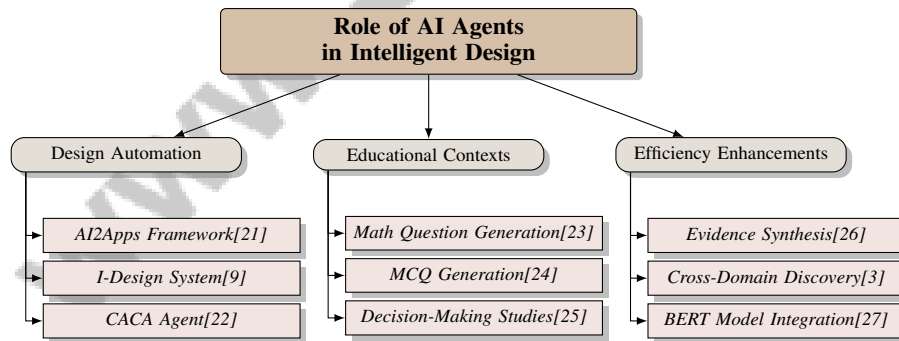 Role of AI Agents
in Intelligent Design
Design Automation
AI2Apps Framework[21]
I-Design System[9]
CACA Agent[22]
Educational Contexts
Math Question Generation[23]
MCQ Generation[24]
Decision-Making Studies[25]
Efficiency Enhancements
Evidence Synthesis[26]
Cross-Domain Discovery[3]
BERT Model Integration[27]